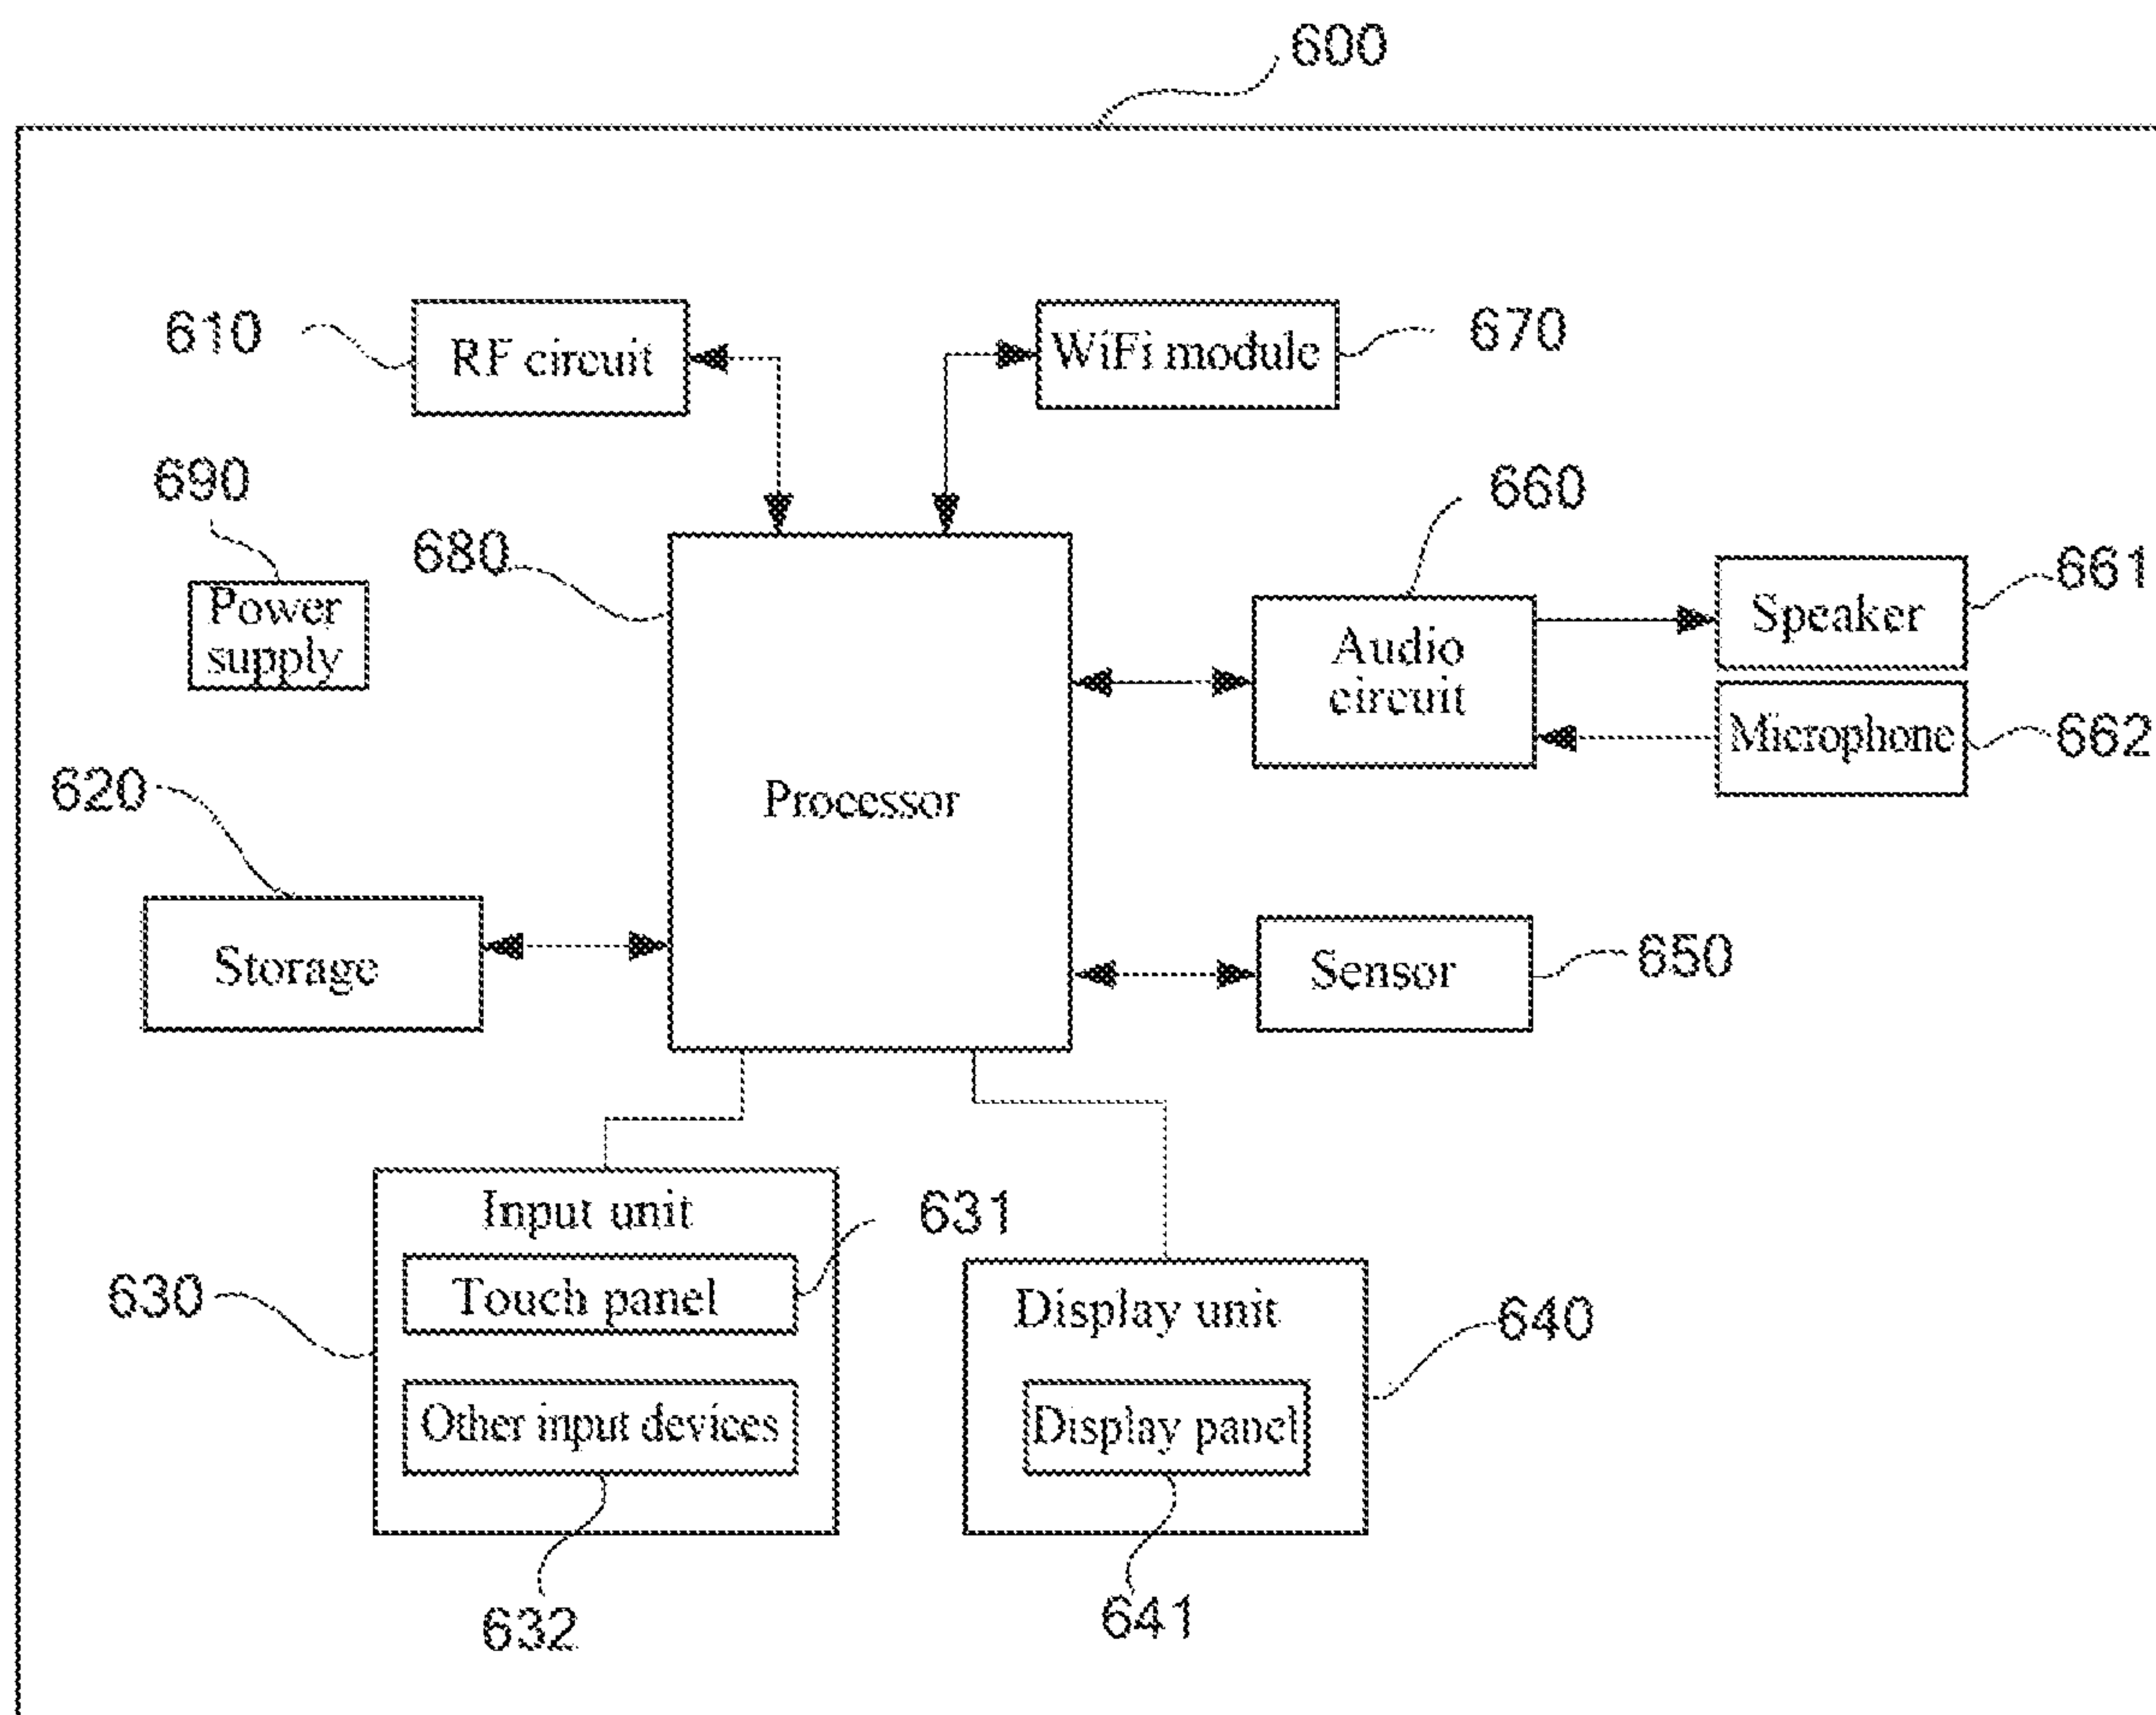 600
610
RF circuit
WiFi module
670
690
680
660
Power
supply
Audio
circuit
Speaker
661
Microphone
662
620
Processor
Storage
Sensor
650
Input unit
631
630
Touch panel
Display unit
640
Other input devices
Display panel
632
641